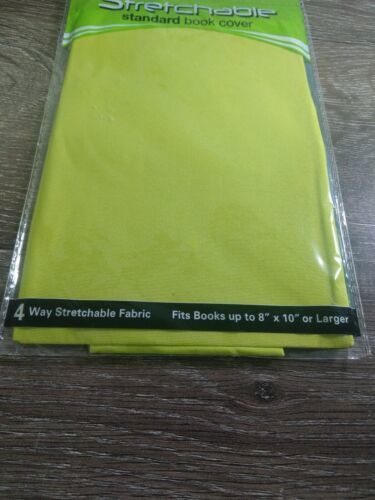 Stretchable
standard book cover
4 Way Stretchable Fabric Fits Books up to 8" x 10" or Larger